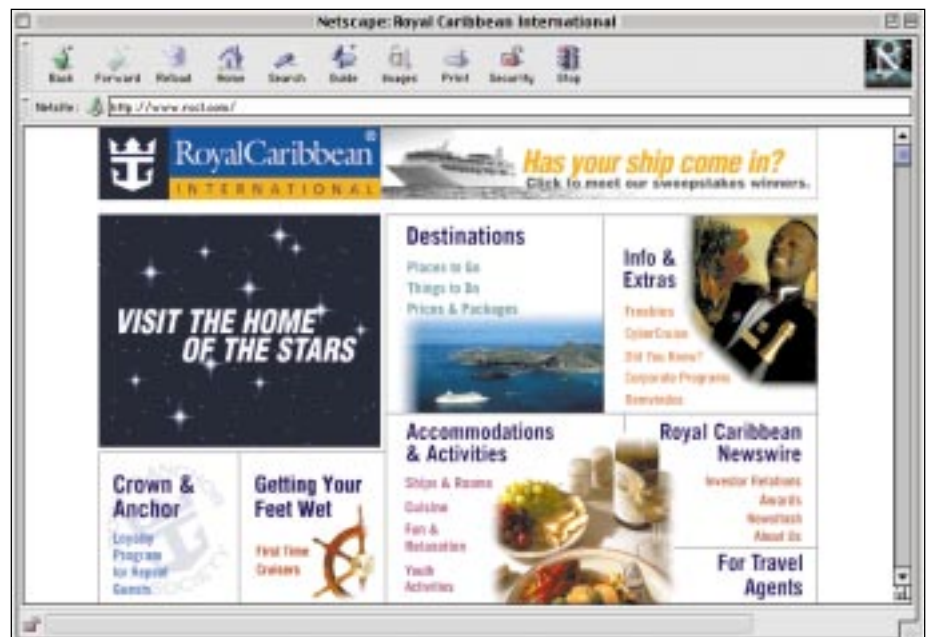 Netscape: Royal Caribbean International
Back Forward Reload Home Search Guide Images Print Security Stop
Netsite: http://www.rccl.com/
RoyalCaribbean®
INTERNATIONAL
Has your ship come in?
Click to meet our sweepstakes winners.
VISIT THE HOME
OF THE STARS
Destinations
Places to Go
Things to Do
Prices & Packages
Info &
Extras
Freebies
CyberCruise
Did You Know?
Corporate Programs
Bienvenidos
Crown &
Anchor
Loyalty
Program
for Repeat
Guests
Getting Your
Feet Wet
First Time
Cruisers
Accommodations
& Activities
Ships & Rooms
Cuisine
Fun &
Relaxation
Youth
Activities
Royal Caribbean
Newswire
Investor Relations
Awards
Newsflash
About Us
For Travel
Agents